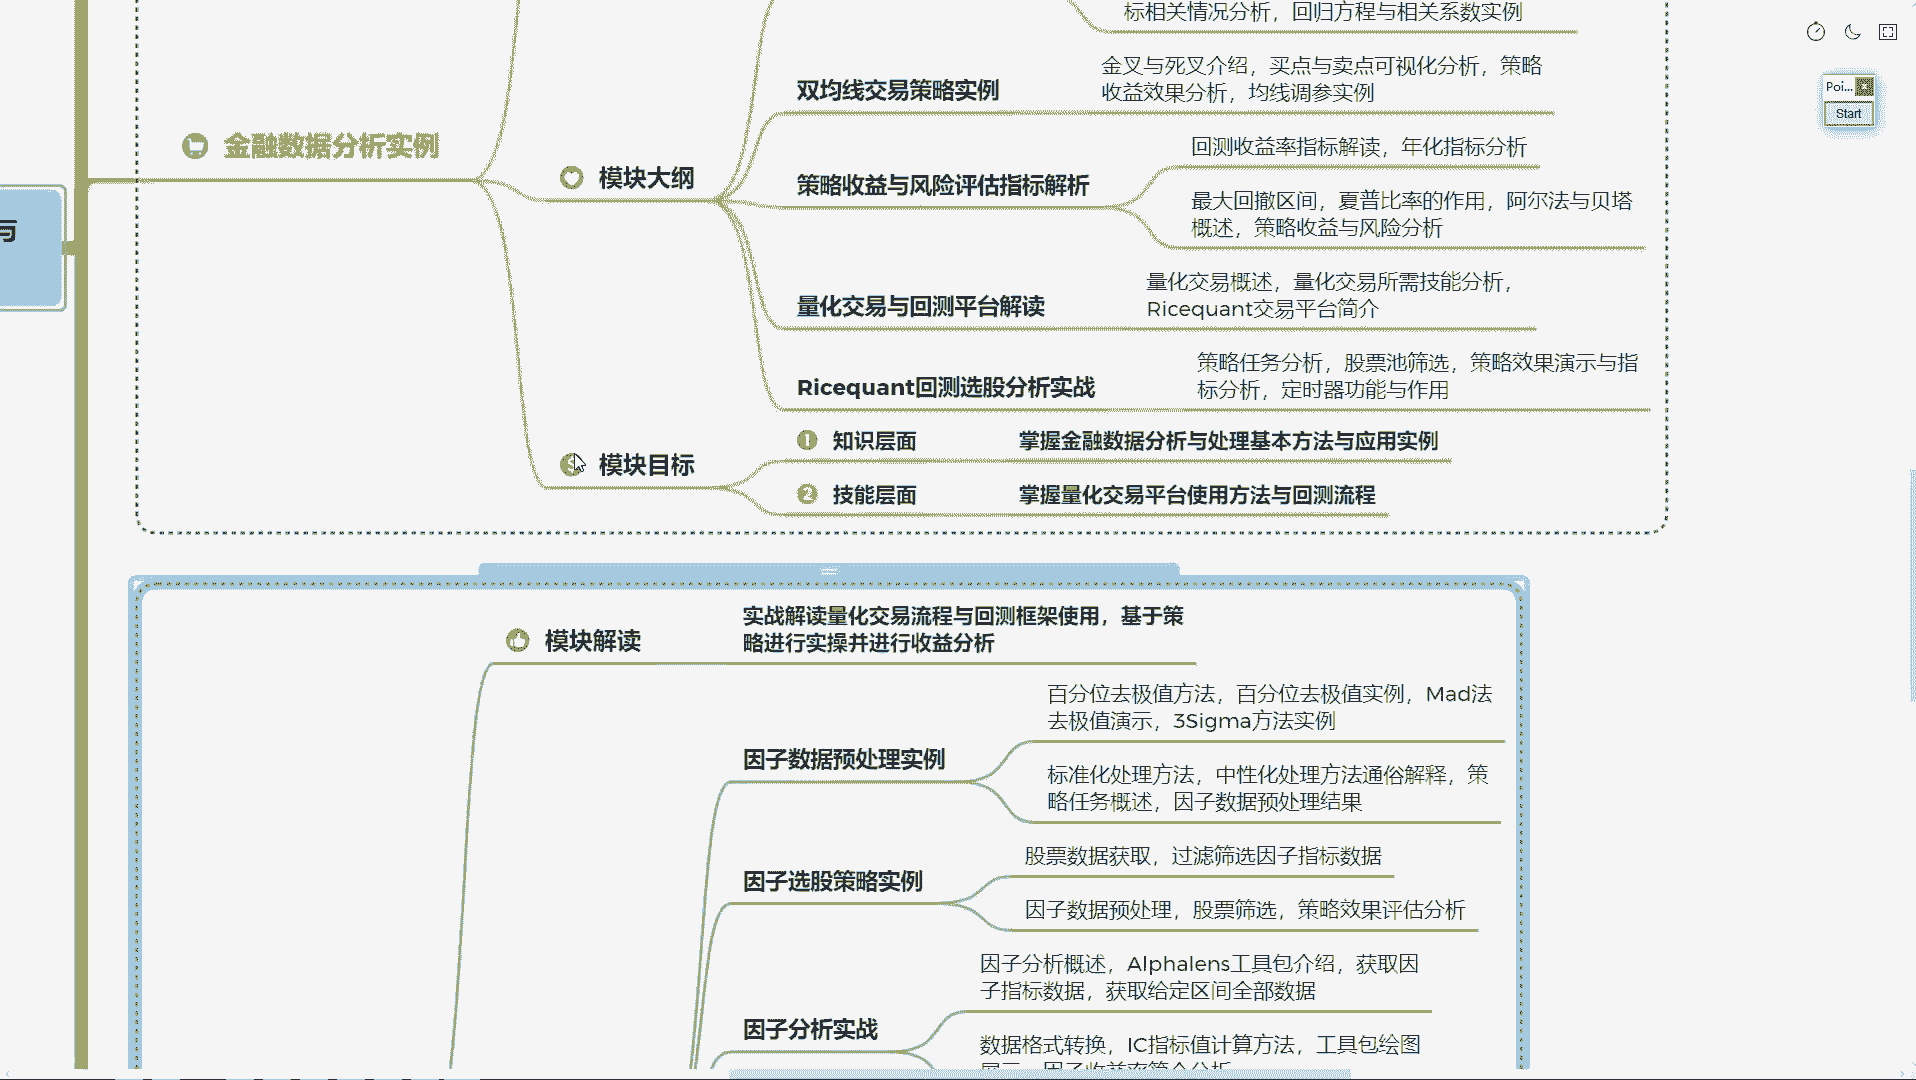 标相关情况分析，回归方程与相关系数实例
双均线交易策略实例
金叉与死叉介绍，买点与卖点可视化分析，策略
收益效果分析，均线调参实例
Poi...
Start
与
金融数据分析实例
模块大纲
策略收益与风险评估指标解析
回测收益率指标解读，年化指标分析
最大回撤区间，夏普比率的作用，阿尔法与贝塔
概述，策略收益与风险分析
量化交易与回测平台解读
量化交易概述，量化交易所需技能分析，
Ricequant交易平台简介
Ricequant回测选股分析实战
策略任务分析，股票池筛选，策略效果演示与指
标分析，定时器功能与作用
模块目标
1 知识层面
掌握金融数据分析与处理基本方法与应用实例
2 技能层面
掌握量化交易平台使用方法与回测流程
模块解读
实战解读量化交易流程与回测框架使用，基于策
略进行实操并进行收益分析
因子数据预处理实例
百分位去极值方法，百分位去极值实例，Mad法
去极值演示，3Sigma方法实例
标准化处理方法，中性化处理方法通俗解释，策
略任务概述，因子数据预处理结果
因子选股策略实例
股票数据获取，过滤筛选因子指标数据
因子数据预处理，股票筛选，策略效果评估分析
因子分析实战
因子分析概述，Alphalens工具包介绍，获取因
子指标数据，获取给定区间全部数据
数据格式转换，IC指标值计算方法，工具包绘图
展示，因子收益率简介分析